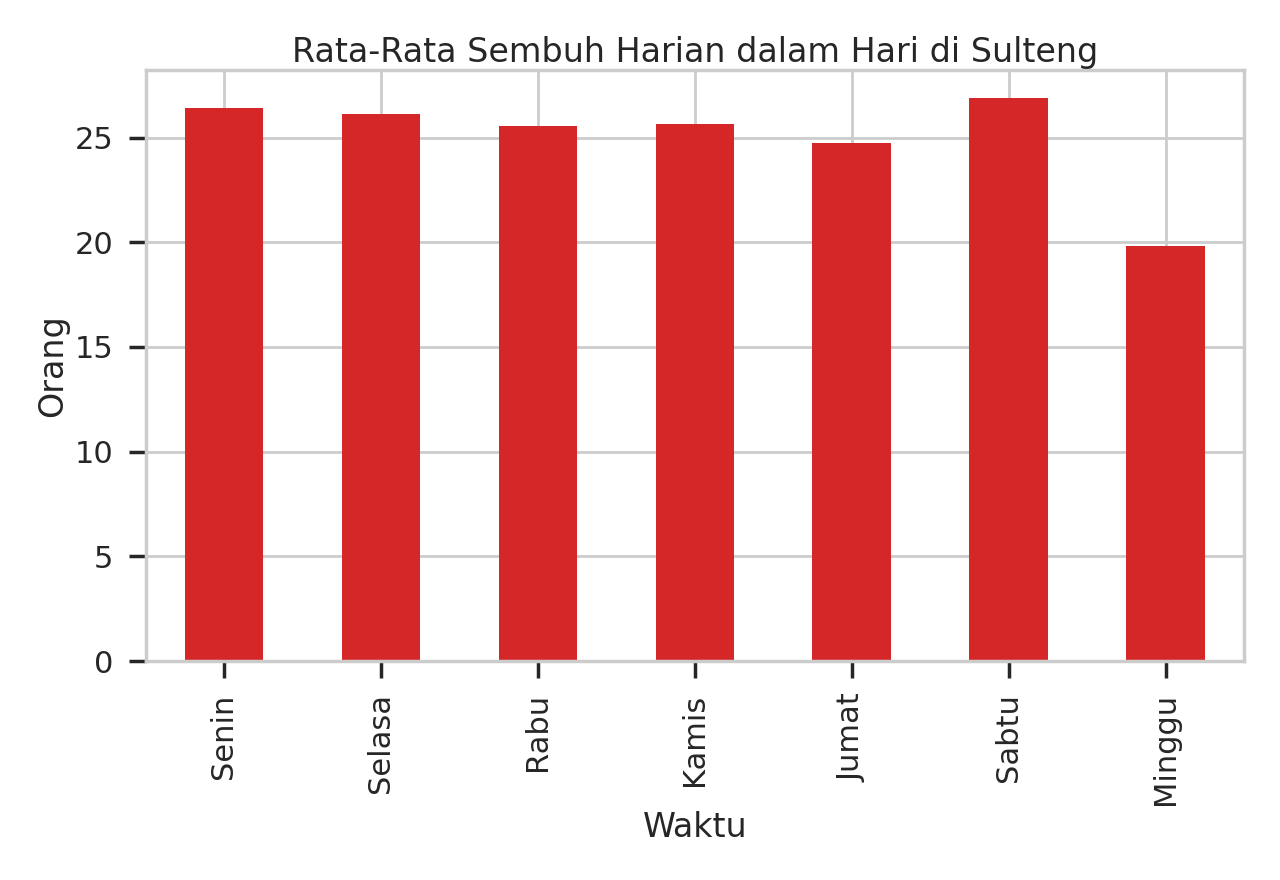 Rata-Rata Sembuh Harian dalam Hari di Sulteng
Orang
25
20
15
10
5
0
Senin
Selasa
Rabu
Kamis
Jumat
Sabtu
Minggu
Waktu